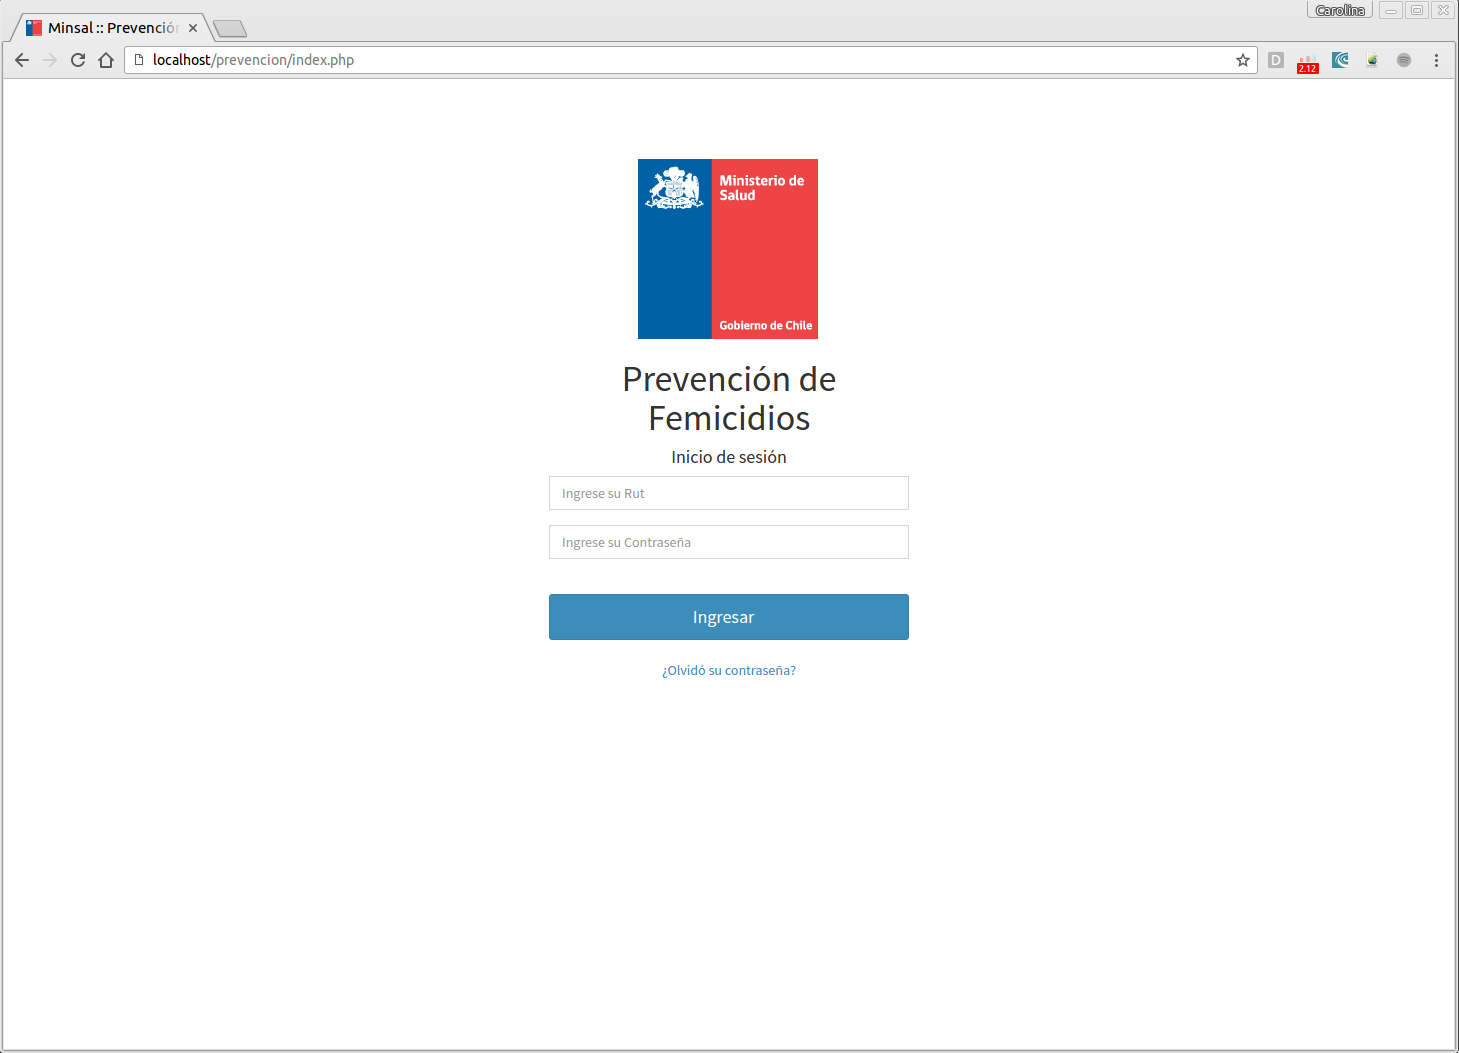 Carolina
Minsal :: Prevención
localhost/prevencion/index.php
D
2.12
Ministerio de
Salud
Gobierno de Chile
Prevención de
Femicidios
Inicio de sesión
Ingrese su Rut
Ingrese su Contraseña
Ingresar
¿Olvidó su contraseña?